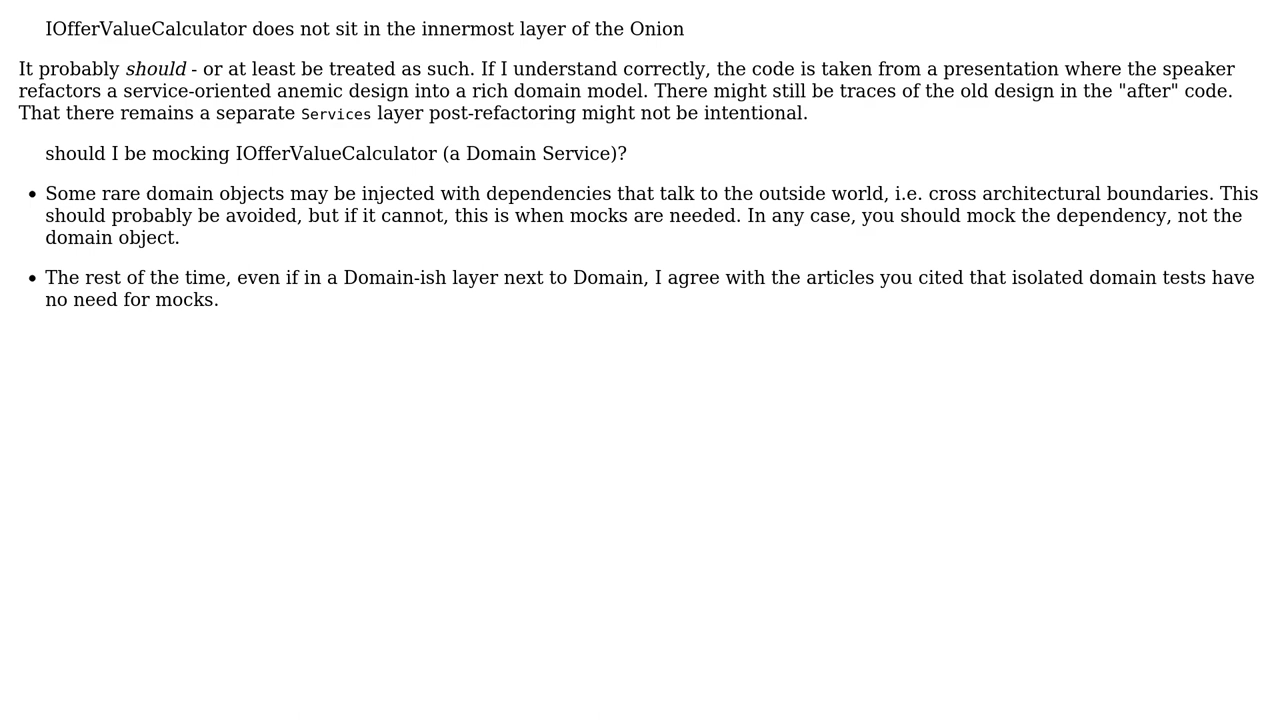 IOfferValueCalculator does not sit in the innermost layer of the Onion
It probably should - or at least be treated as such. If I understand correctly, the code is taken from a presentation where the speaker
refactors a service-oriented anemic design into a rich domain model. There might still be traces of the old design in the "after" code.
That there remains a separate Services layer post-refactoring might not be intentional.
should I be mocking IOfferValueCalculator (a Domain Service)?
• Some rare domain objects may be injected with dependencies that talk to the outside world, i.e. cross architectural boundaries. This
should probably be avoided, but if it cannot, this is when mocks are needed. In any case, you should mock the dependency, not the
domain object.
• The rest of the time, even if in a Domain-ish layer next to Domain, I agree with the articles you cited that isolated domain tests have
no need for mocks.